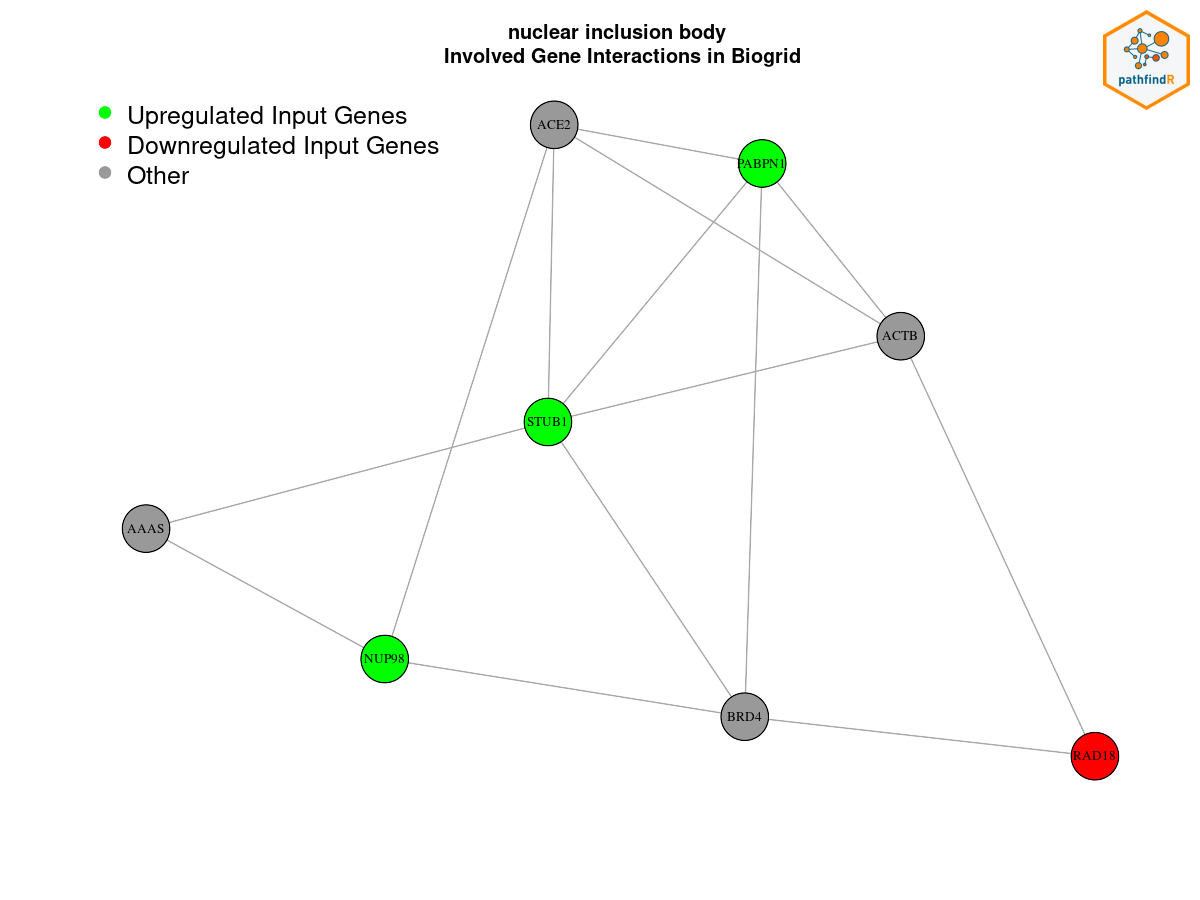 nuclear inclusion body
Involved Gene Interactions in Biogrid
pathfindR
Upregulated Input Genes
Downregulated Input Genes
Other
ACE2
PABPN1
ACTB
STUB1
AAAS
NUP98
BRD4
RAD18